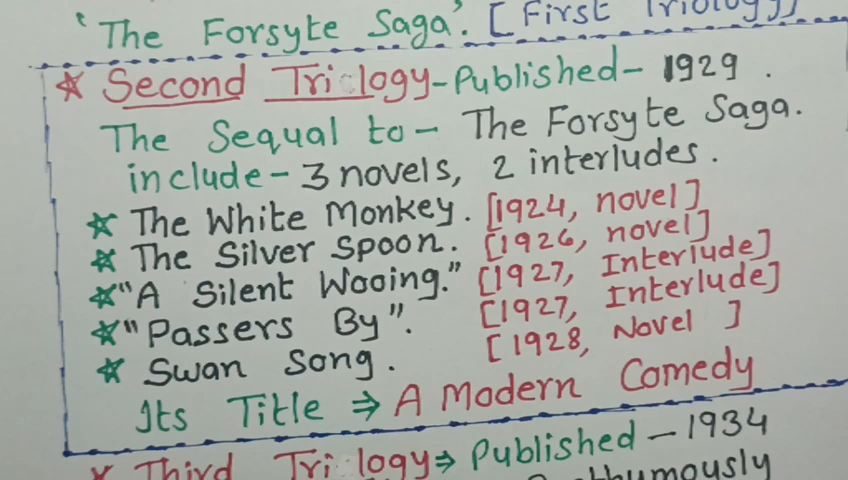 'The Forsyte Saga'. [First Triology]
★ Second Trilogy-Published- 1929.
The Sequal to- The Forsyte Saga.
include- 3 novels, 2 interludes.
★ The White Monkey. [1924, novel]
★ The Silver Spoon. [1926, novel]
★ "A Silent Wooing." [1927, Interlude]
★ "Passers By". [1927, Interlude]
★ Swan Song. [1928, Novel]
Its Title ⇒ A Modern Comedy
★ Third Trilogy ⇒ Published - 1934
Posthumously